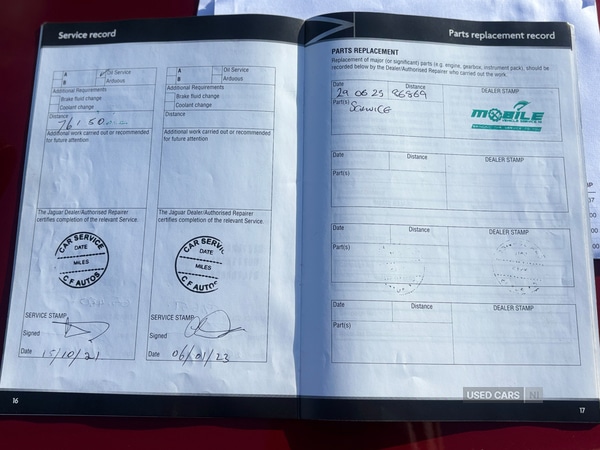 Service record
A
Oil Service
B
Arduous
Additional Requirements
Brake fluid change
Coolant change
Distance
Additional work carried out or recommended
for future attention
The Jaguar Dealer/Authorised Repairer
certifies completion of the relevant Service.
CAR SERVICE
DATE
MILES
C F AUTOS
SERVICE STAMP
Signed
Date 15/10/21
16
A
Oil Service
B
Arduous
Additional Requirements
Brake fluid change
Coolant change
Distance
Additional work carried out or recommended
for future attention
The Jaguar Dealer/Authorised Repairer
certifies completion of the relevant Service.
CAR SERVIC
DATE
MILES
C F AUTOS
SERVICE STAMP
Signed
Date 06/01/23
Parts replacement record
PARTS REPLACEMENT
Replacement of major (or significant) parts (e.g. engine, gearbox, instrument pack), should be
recorded below by the Dealer/Authorised Repairer who carried out the work.
Date Distance DEALER STAMP
29 06 25 86869
Part(s) SERVICE
MOBILE
Date Distance DEALER STAMP
Part(s)
Date Distance DEALER STAMP
Part(s)
Date Distance DEALER STAMP
Part(s)
USED CARS NI
17